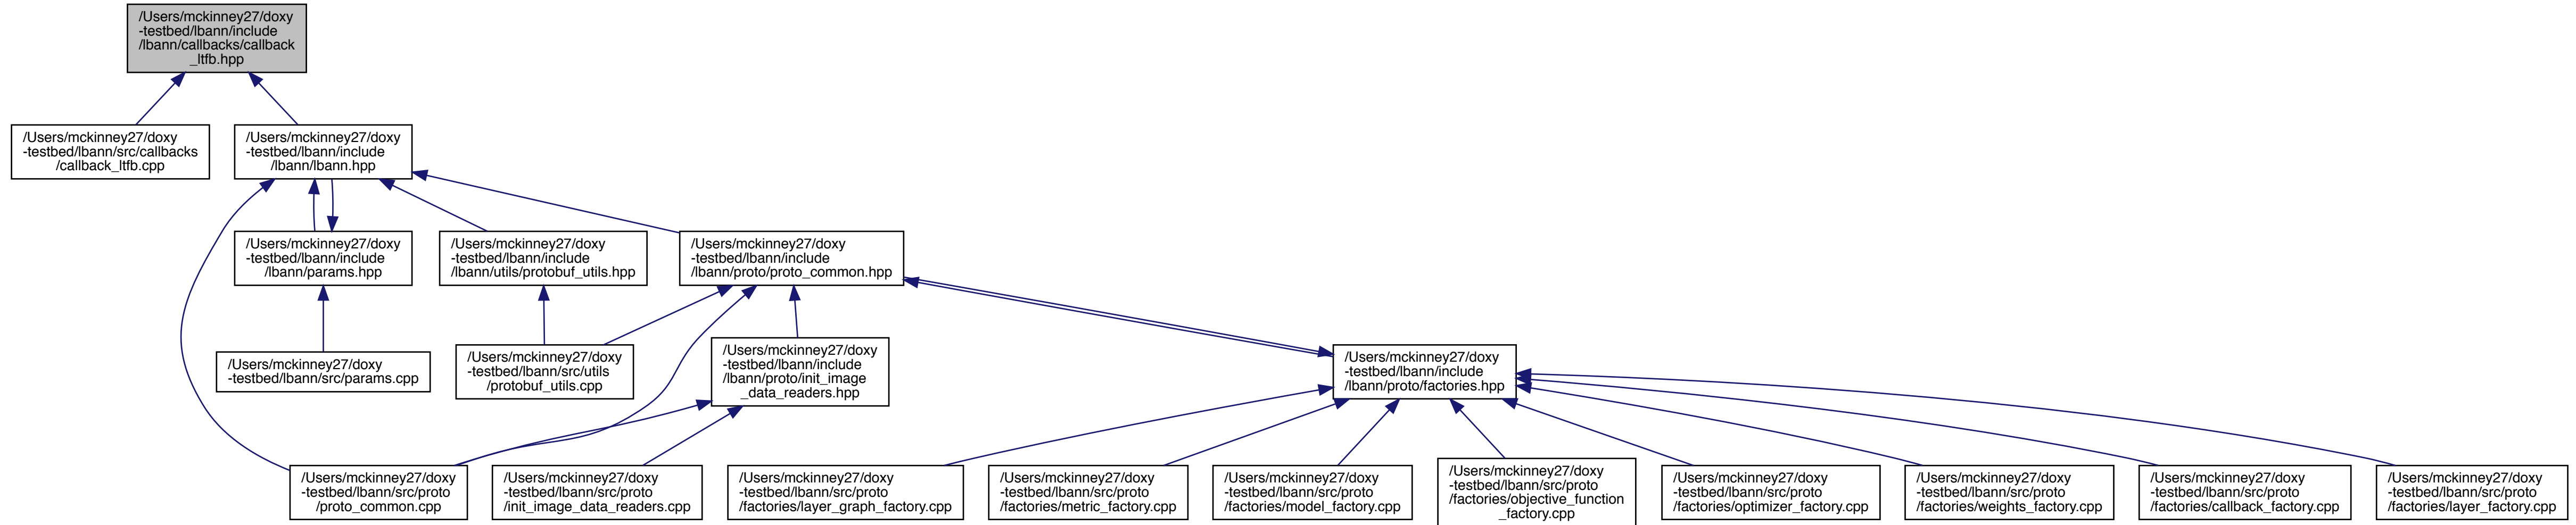 /Users/mckinney27/doxy
-testbed/lbann/include
/lbann/callbacks/callback
_ltfb.hpp
/Users/mckinney27/doxy
-testbed/lbann/src/callbacks
/callback_ltfb.cpp
/Users/mckinney27/doxy
-testbed/lbann/include
/lbann/lbann.hpp
/Users/mckinney27/doxy
-testbed/lbann/include
/lbann/params.hpp
/Users/mckinney27/doxy
-testbed/lbann/include
/lbann/utils/protobuf_utils.hpp
/Users/mckinney27/doxy
-testbed/lbann/include
/lbann/proto/proto_common.hpp
/Users/mckinney27/doxy
-testbed/lbann/src/params.cpp
/Users/mckinney27/doxy
-testbed/lbann/src/utils
/protobuf_utils.cpp
/Users/mckinney27/doxy
-testbed/lbann/include
/lbann/proto/init_image
_data_readers.hpp
/Users/mckinney27/doxy
-testbed/lbann/include
/lbann/proto/factories.hpp
/Users/mckinney27/doxy
-testbed/lbann/src/proto
/proto_common.cpp
/Users/mckinney27/doxy
-testbed/lbann/src/proto
/init_image_data_readers.cpp
/Users/mckinney27/doxy
-testbed/lbann/src/proto
/factories/layer_graph_factory.cpp
/Users/mckinney27/doxy
-testbed/lbann/src/proto
/factories/metric_factory.cpp
/Users/mckinney27/doxy
-testbed/lbann/src/proto
/factories/model_factory.cpp
/Users/mckinney27/doxy
-testbed/lbann/src/proto
/factories/objective_function
_factory.cpp
/Users/mckinney27/doxy
-testbed/lbann/src/proto
/factories/optimizer_factory.cpp
/Users/mckinney27/doxy
-testbed/lbann/src/proto
/factories/weights_factory.cpp
/Users/mckinney27/doxy
-testbed/lbann/src/proto
/factories/callback_factory.cpp
/Users/mckinney27/doxy
-testbed/lbann/src/proto
/factories/layer_factory.cpp